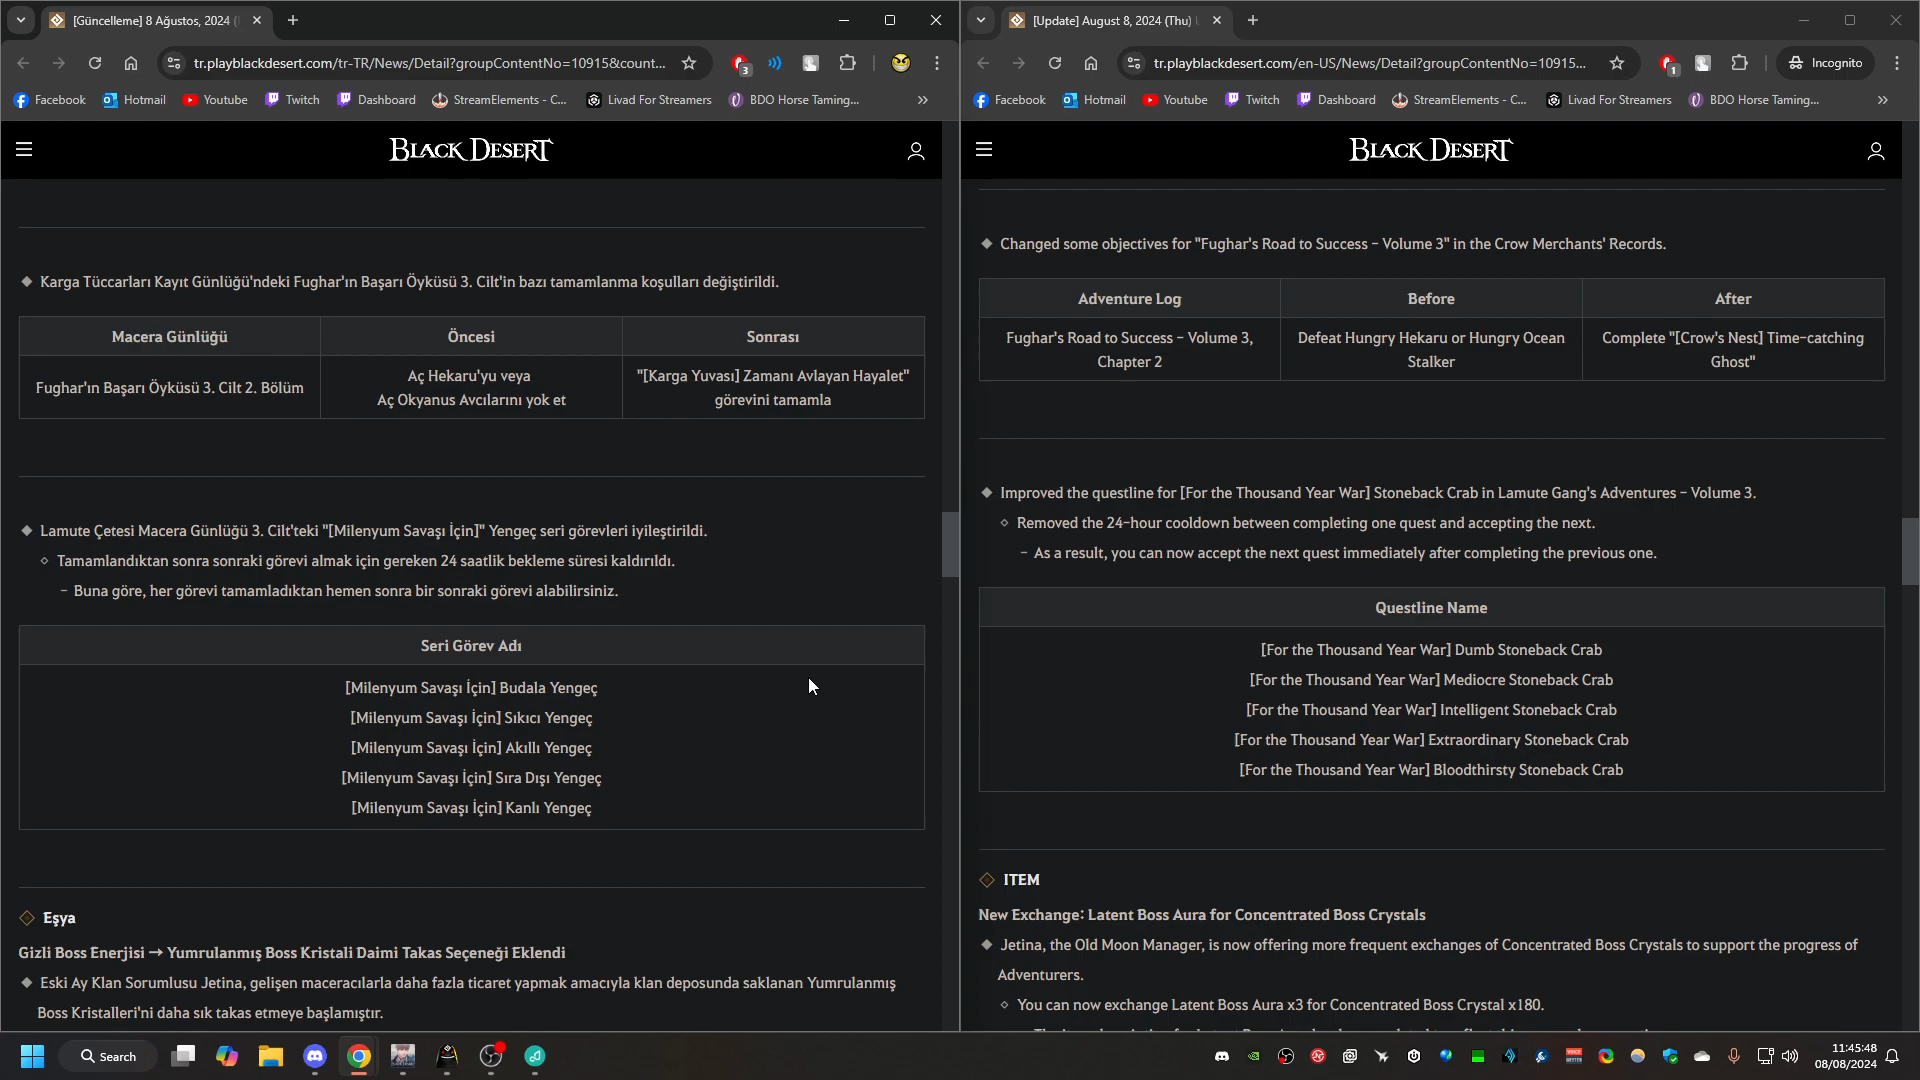 [Güncelleme] 8 Ağustos, 2024 (
tr.playblackdesert.com/tr-TR/News/Detail?groupContentNo=10915&count...
3
Facebook
Hotmail
Youtube
Twitch
Dashboard
StreamElements - C...
Livad For Streamers
BDO Horse Taming...
BLACK DESERT
Karga Tüccarları Kayıt Günlüğü'ndeki Fughar'ın Başarı Öyküsü 3. Cilt'in bazı tamamlanma koşulları değiştirildi.
Macera Günlüğü
Öncesi
Sonrası
Fughar'ın Başarı Öyküsü 3. Cilt 2. Bölüm
Aç Hekaru'yu veya
Aç Okyanus Avcılarını yok et
"[Karga Yuvası] Zamanı Avlayan Hayalet"
görevini tamamla
Lamute Çetesi Macera Günlüğü 3. Cilt'teki "[Milenyum Savaşı İçin]" Yengeç seri görevleri iyileştirildi.
Tamamlandıktan sonra sonraki görevi almak için gereken 24 saatlik bekleme süresi kaldırıldı.
- Buna göre, her görevi tamamladıktan hemen sonra bir sonraki görevi alabilirsiniz.
Seri Görev Adı
[Milenyum Savaşı İçin] Budala Yengeç
[Milenyum Savaşı İçin] Sıkıcı Yengeç
[Milenyum Savaşı İçin] Akıllı Yengeç
[Milenyum Savaşı İçin] Sıra Dışı Yengeç
[Milenyum Savaşı İçin] Kanlı Yengeç
Eşya
Gizli Boss Enerjisi → Yumrulanmış Boss Kristali Daimi Takas Seçeneği Eklendi
Eski Ay Klan Sorumlusu Jetina, gelişen maceracılarla daha fazla ticaret yapmak amacıyla klan deposunda saklanan Yumrulanmış
Boss Kristalleri'ni daha sık takas etmeye başlamıştır.
[Update] August 8, 2024 (Thu)
tr.playblackdesert.com/en-US/News/Detail?groupContentNo=10915...
1
Incognito
Facebook
Hotmail
Youtube
Twitch
Dashboard
StreamElements - C...
Livad For Streamers
BDO Horse Taming...
BLACK DESERT
Changed some objectives for "Fughar's Road to Success - Volume 3" in the Crow Merchants' Records.
Adventure Log
Before
After
Fughar's Road to Success - Volume 3,
Chapter 2
Defeat Hungry Hekaru or Hungry Ocean
Stalker
Complete "[Crow's Nest] Time-catching
Ghost"
Improved the questline for [For the Thousand Year War] Stoneback Crab in Lamute Gang's Adventures - Volume 3.
Removed the 24-hour cooldown between completing one quest and accepting the next.
- As a result, you can now accept the next quest immediately after completing the previous one.
Questline Name
[For the Thousand Year War] Dumb Stoneback Crab
[For the Thousand Year War] Mediocre Stoneback Crab
[For the Thousand Year War] Intelligent Stoneback Crab
[For the Thousand Year War] Extraordinary Stoneback Crab
[For the Thousand Year War] Bloodthirsty Stoneback Crab
ITEM
New Exchange: Latent Boss Aura for Concentrated Boss Crystals
Jetina, the Old Moon Manager, is now offering more frequent exchanges of Concentrated Boss Crystals to support the progress of
Adventurers.
You can now exchange Latent Boss Aura x3 for Concentrated Boss Crystal x180.
Search
11:45:48
08/08/2024